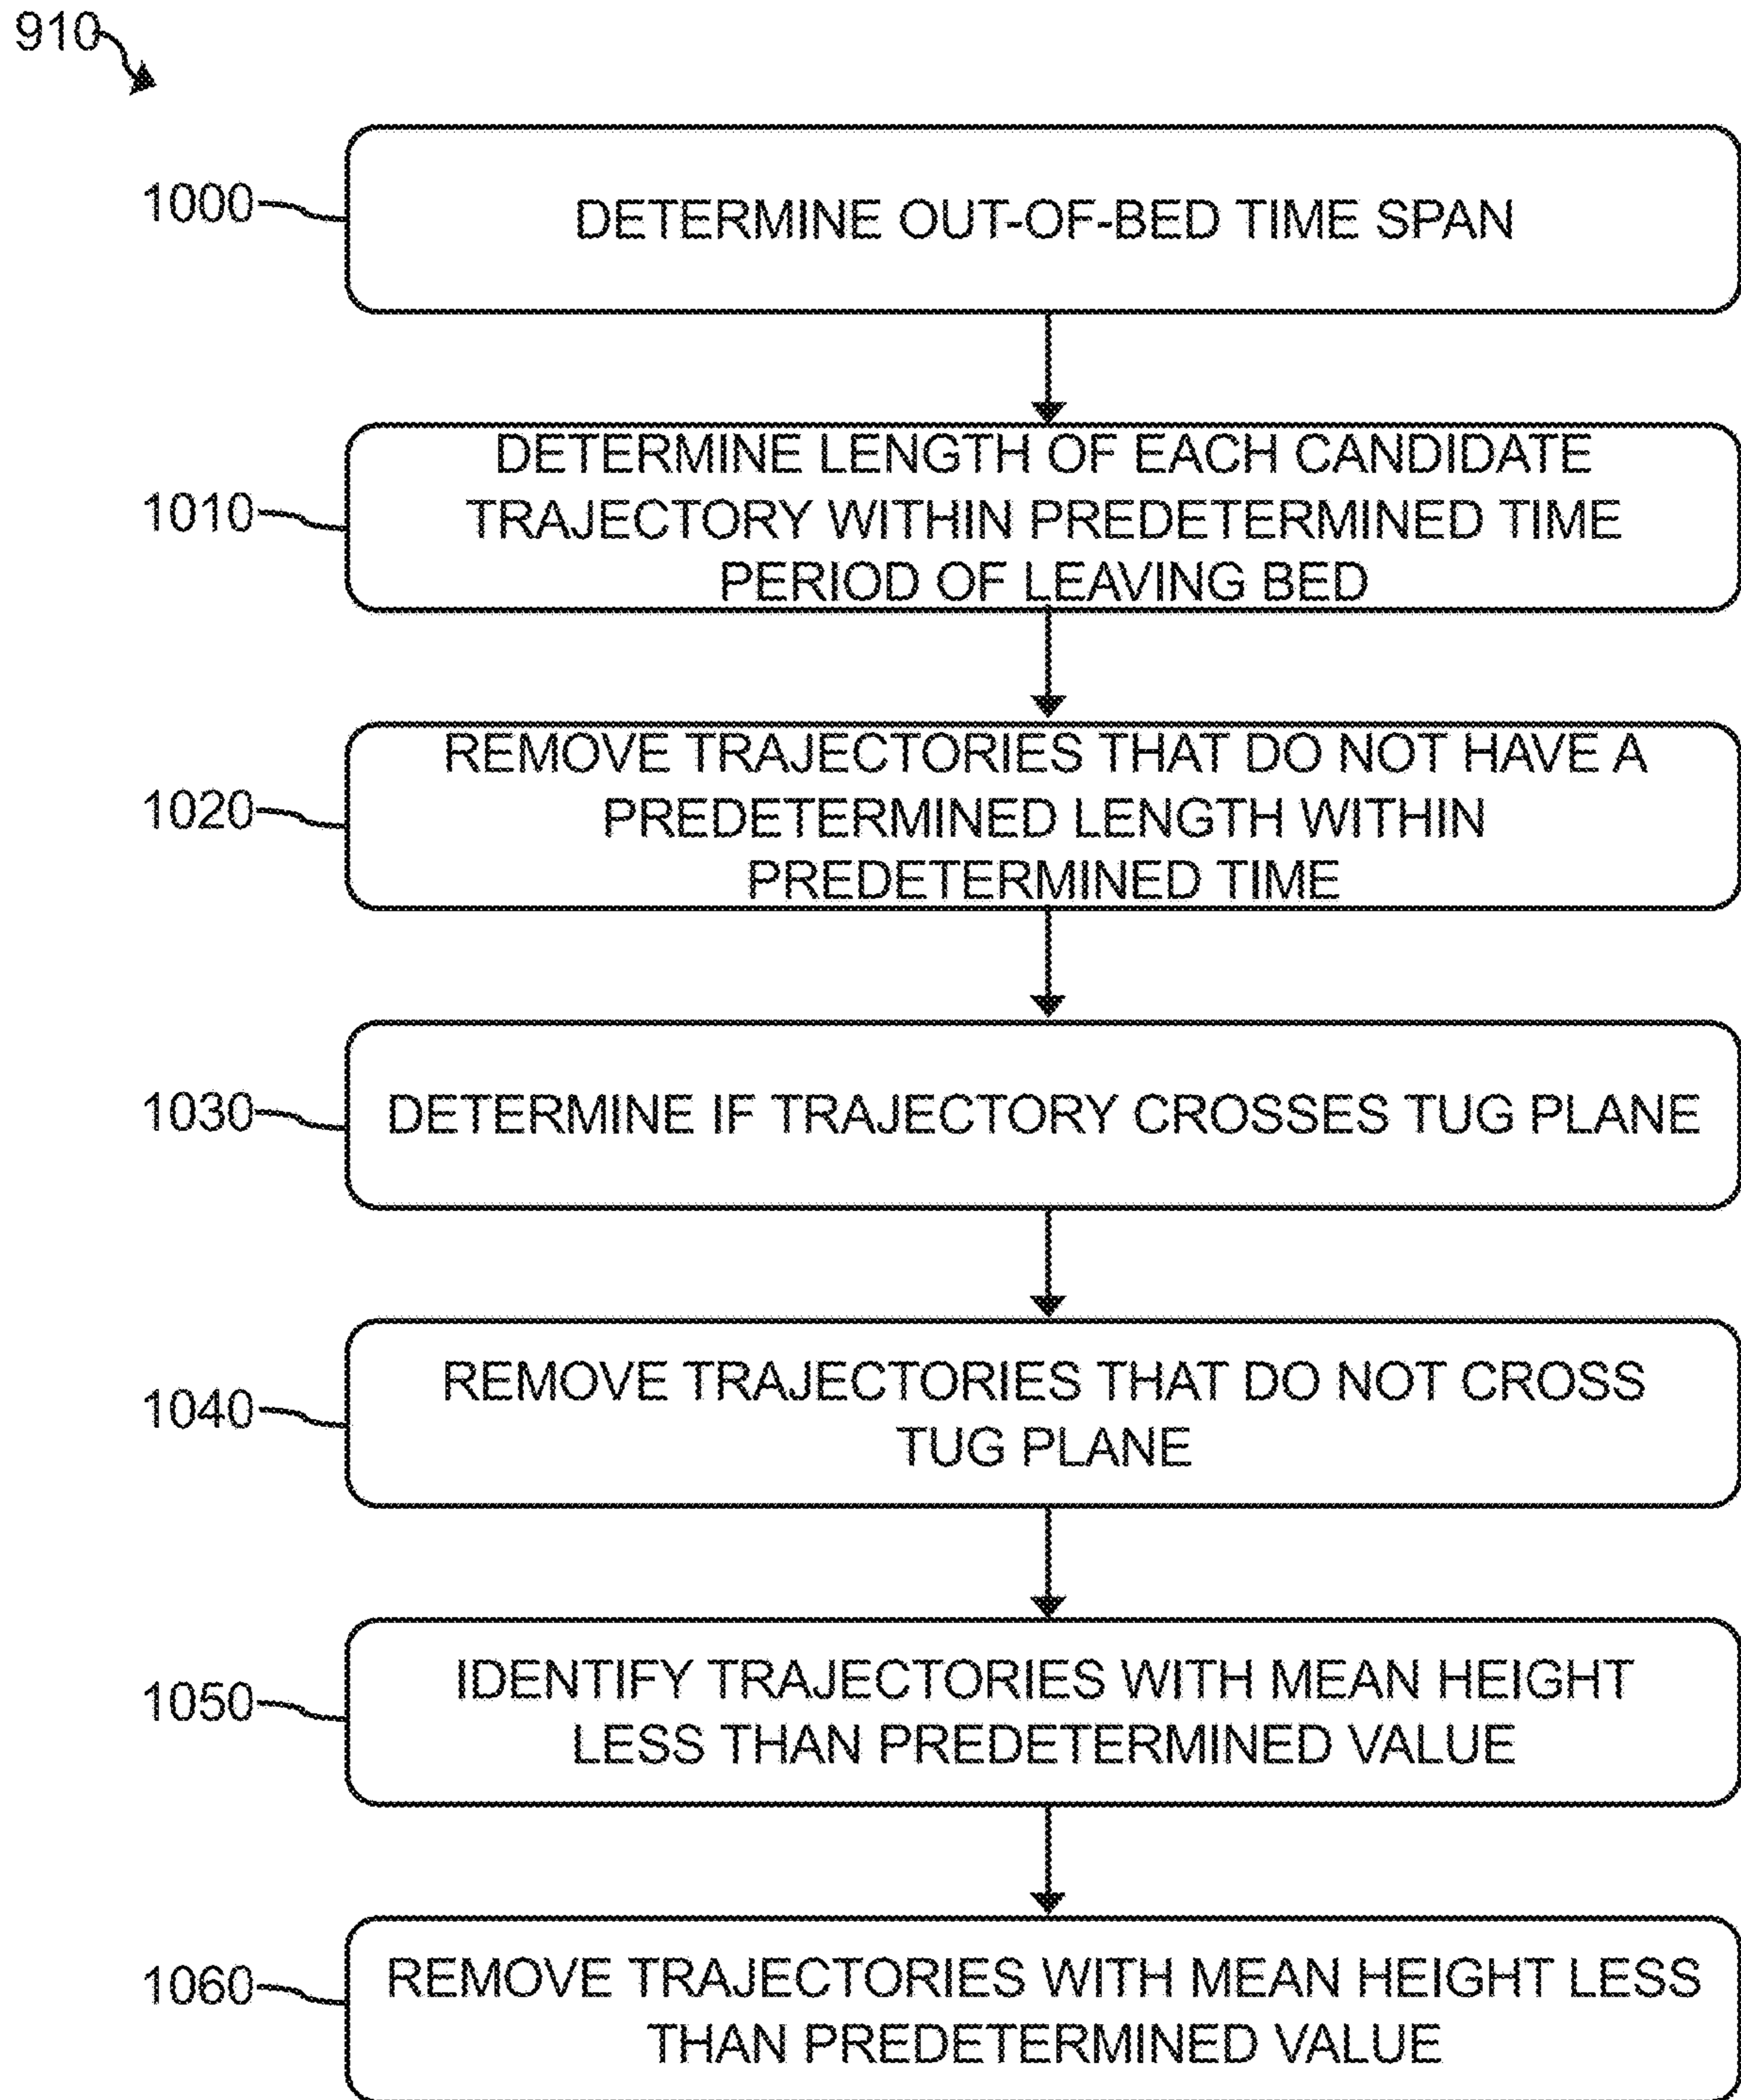 910
1000
DETERMINE OUT-OF-BED TIME SPAN
1010
DETERMINE LENGTH OF EACH CANDIDATE
TRAJECTORY WITHIN PREDETERMINED TIME
PERIOD OF LEAVING BED
1020
REMOVE TRAJECTORIES THAT DO NOT HAVE A
PREDETERMINED LENGTH WITHIN
PREDETERMINED TIME
1030
DETERMINE IF TRAJECTORY CROSSES TUG PLANE
1040
REMOVE TRAJECTORIES THAT DO NOT CROSS
TUG PLANE
1050
IDENTIFY TRAJECTORIES WITH MEAN HEIGHT
LESS THAN PREDETERMINED VALUE
1060
REMOVE TRAJECTORIES WITH MEAN HEIGHT LESS
THAN PREDETERMINED VALUE